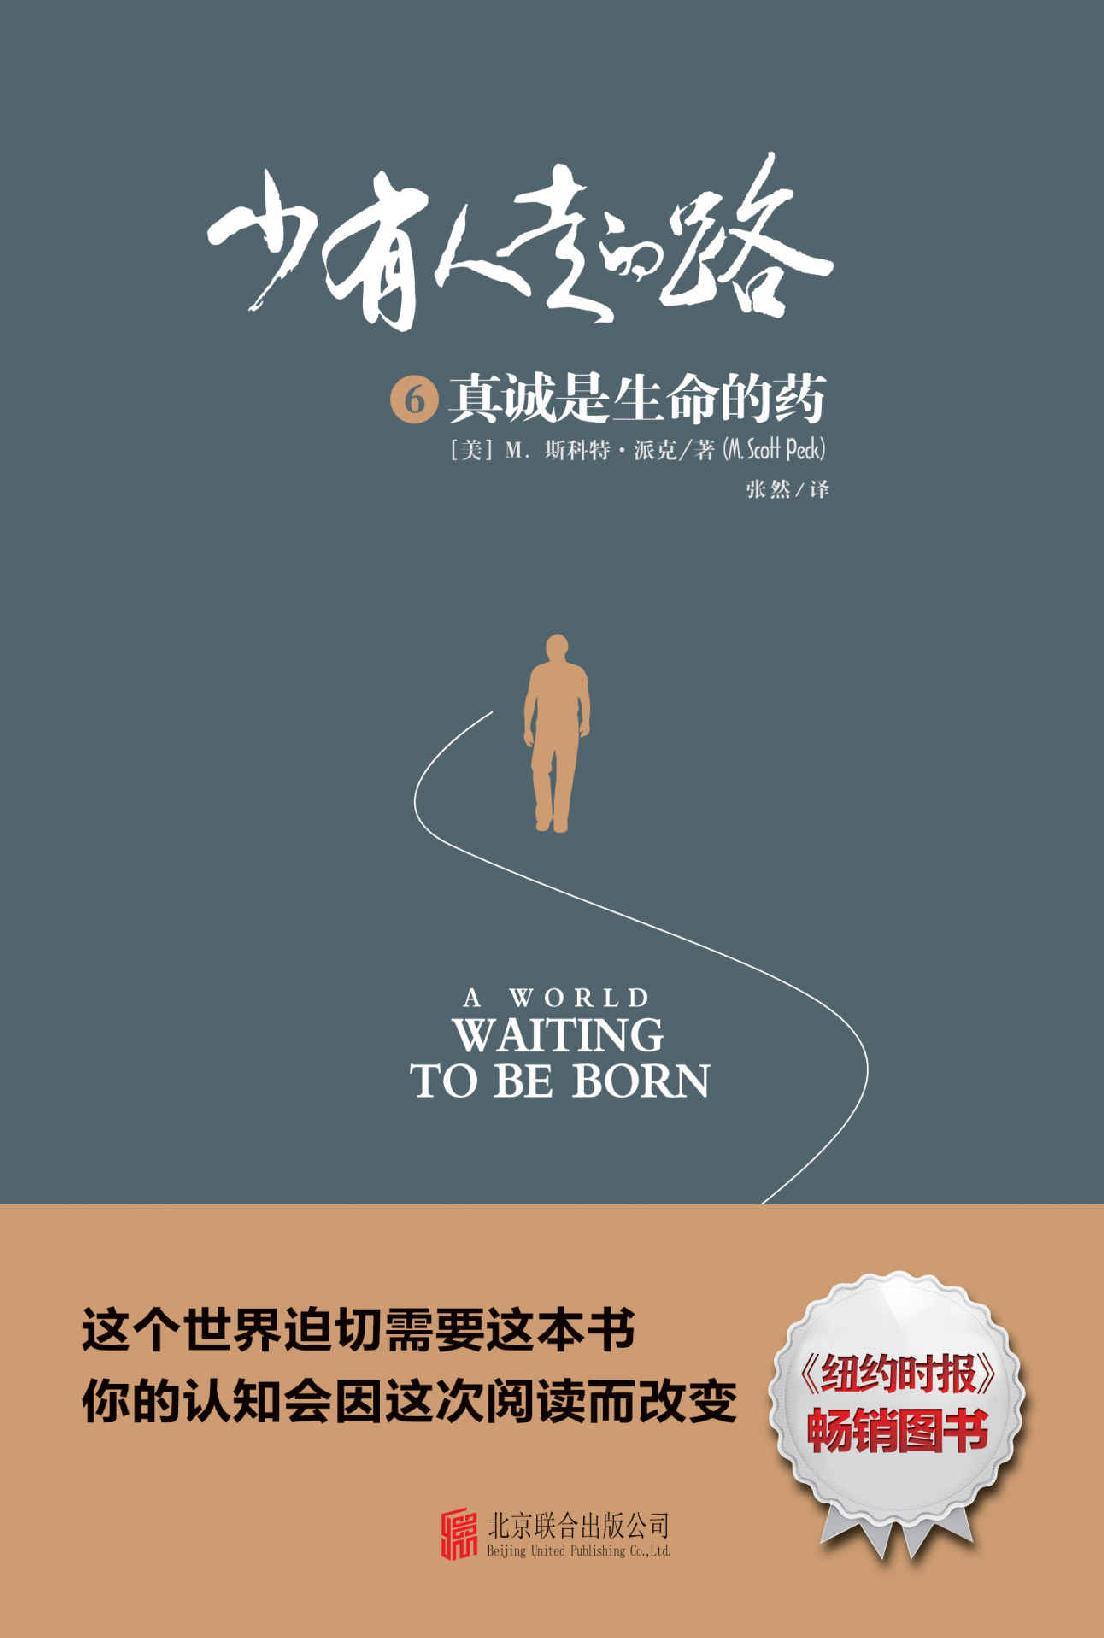 少有人走的路
6 真诚是生命的药
[美] M. 斯科特·派克/著 (M. Scott Peck)
张然/译
A WORLD
WAITING
TO BE BORN
这个世界迫切需要这本书
你的认知会因这次阅读而改变
《纽约时报》
畅销图书
北京联合出版公司
Beijing United Publishing Co.,Ltd.